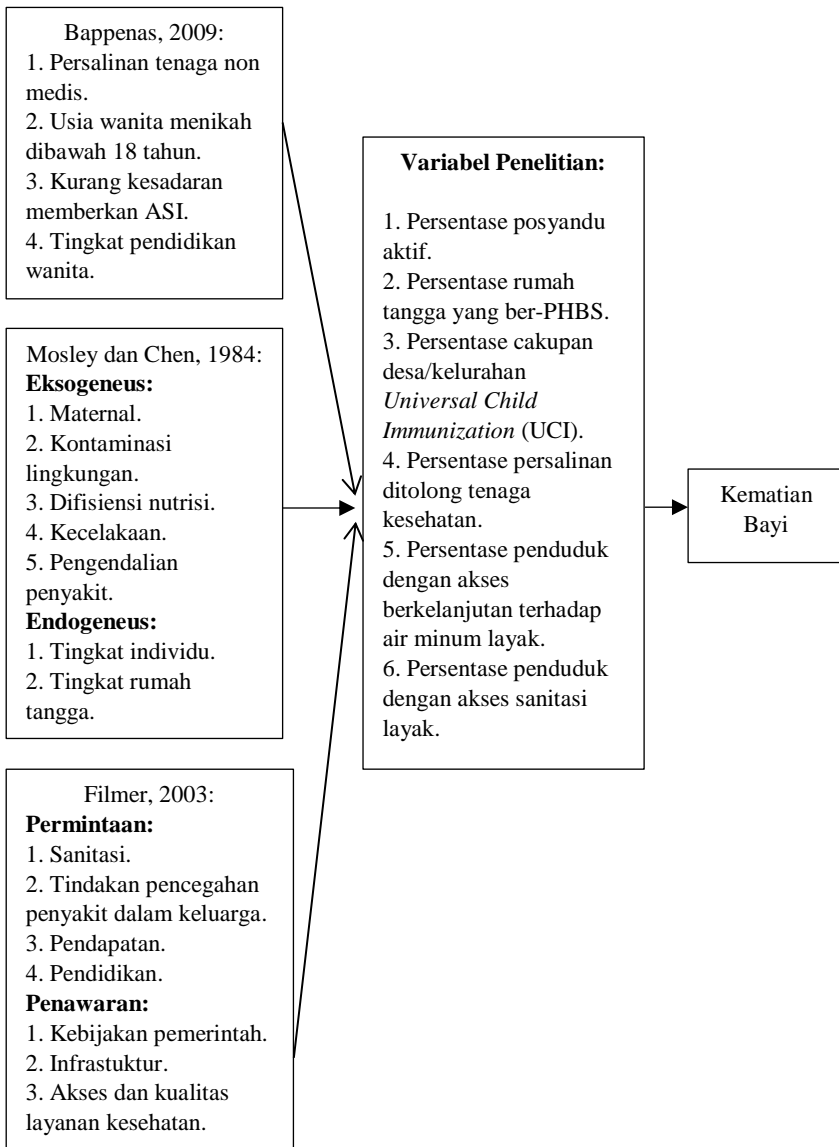 Bappenas, 2009:
1. Persalinan tenaga non
medis.
2. Usia wanita menikah
dibawah 18 tahun.
3. Kurang kesadaran
memberkan ASI.
4. Tingkat pendidikan
wanita.
Mosley dan Chen, 1984:
Eksogeneus:
1. Maternal.
2. Kontaminasi
lingkungan.
3. Difisiensi nutrisi.
4. Kecelakaan.
5. Pengendalian
penyakit.
Endogeneus:
1. Tingkat individu.
2. Tingkat rumah
tangga.
Filmer, 2003:
Permintaan:
1. Sanitasi.
2. Tindakan pencegahan
penyakit dalam keluarga.
3. Pendapatan.
4. Pendidikan.
Penawaran:
1. Kebijakan pemerintah.
2. Infrastuktur.
3. Akses dan kualitas
layanan kesehatan.
Variabel Penelitian:
1. Persentase posyandu
aktif.
2. Persentase rumah
tangga yang ber-PHBS.
3. Persentase cakupan
desa/kelurahan
Universal Child
Immunization (UCI).
4. Persentase persalinan
ditolong tenaga
kesehatan.
5. Persentase penduduk
dengan akses
berkelanjutan terhadap
air minum layak.
6. Persentase penduduk
dengan akses sanitasi
layak.
Kematian
Bayi